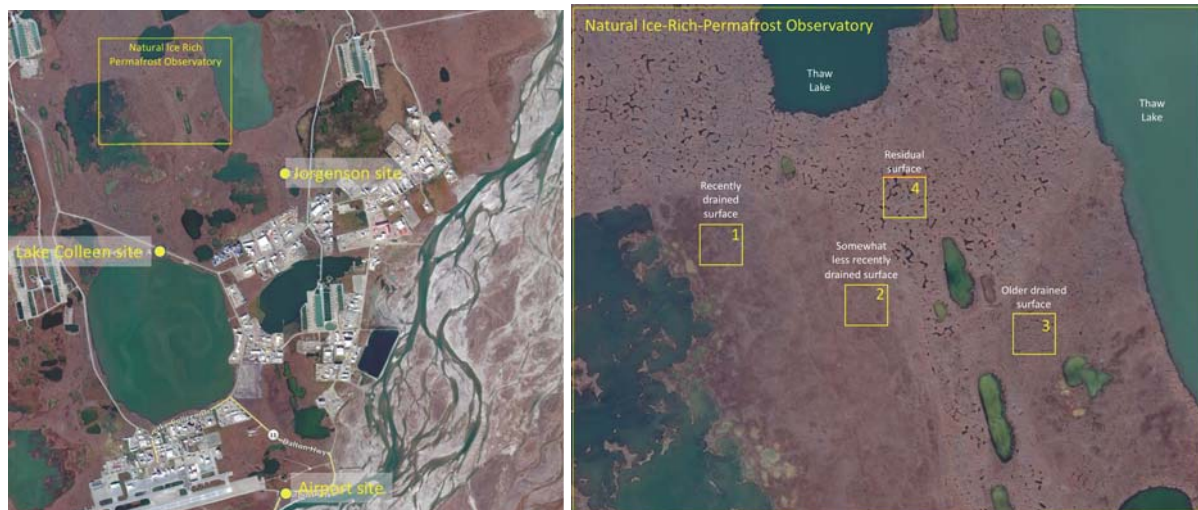 Natural Ice Rich
Permafrost Observatory
Jorgenson site
Lake Colleen site
11
Dalton Hwy
Airport site
Natural Ice-Rich-Permafrost Observatory
Thaw
Lake
Thaw
Lake
Residual
surface
4
Recently
drained
surface
1
Somewhat
less recently
drained surface
2
Older drained
surface
3